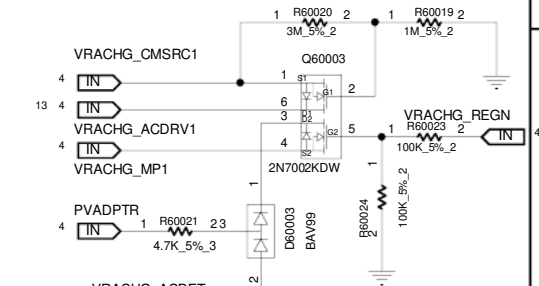 1 R60020 2
3M_5%_2
1 R60019 2
1M_5%_2
VRACHG_CMSRC1
Q60003
4 IN
1 S1
G1 2
13 4 IN
6 D1
3 D2
VRACHG_ACDRV1
G2 5
VRACHG_REGN
1 R60023 2
100K_5%_2
IN 4
4 IN
4 S2
VRACHG_MP1
2N7002KDW
1
R60024
100K_5%_2
2
1
PVADPTR
4 IN
1 R60021 2
4.7K_5%_3
3
D60003
BAV99
2